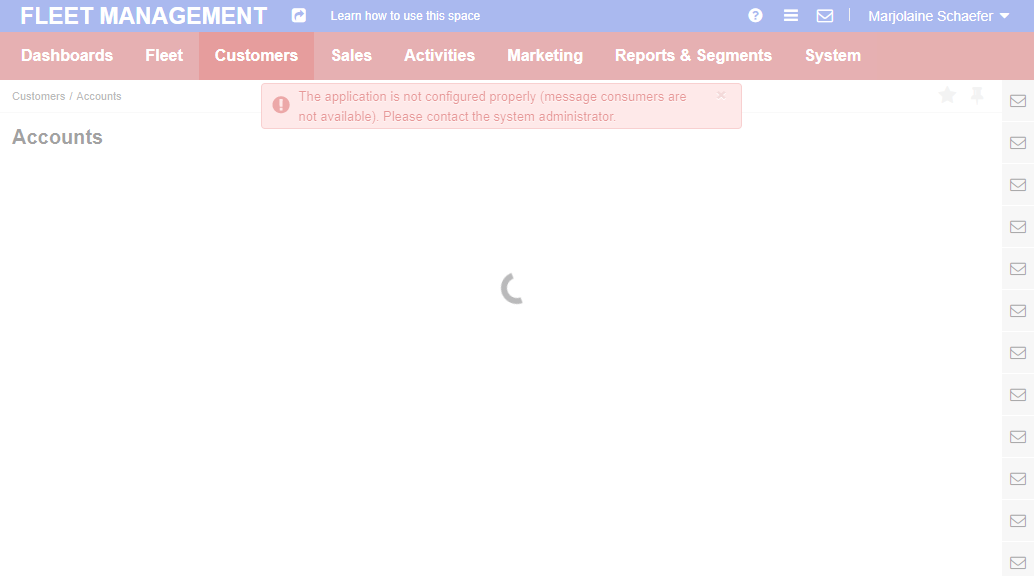 FLEET MANAGEMENT
Learn how to use this space
Marjolaine Schaefer
Dashboards
Fleet
Customers
Sales
Activities
Marketing
Reports & Segments
System
Customers / Accounts
The application is not configured properly (message consumers are
not available). Please contact the system administrator.
×
Accounts